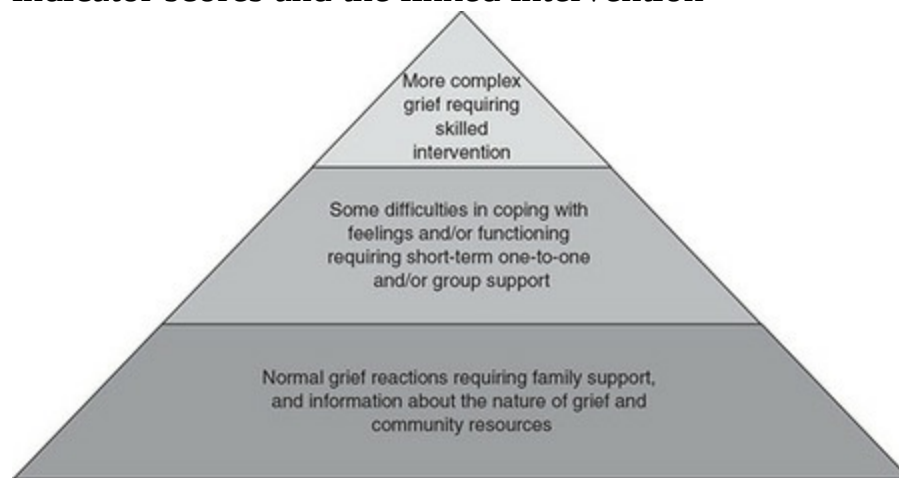 indicator scores and the linked intervention
More complex
grief requiring
skilled
intervention
Some difficulties in coping with
feelings and/or functioning
requiring short-term one-to-one
and/or group support
Normal grief reactions requiring family support,
and information about the nature of grief and
community resources